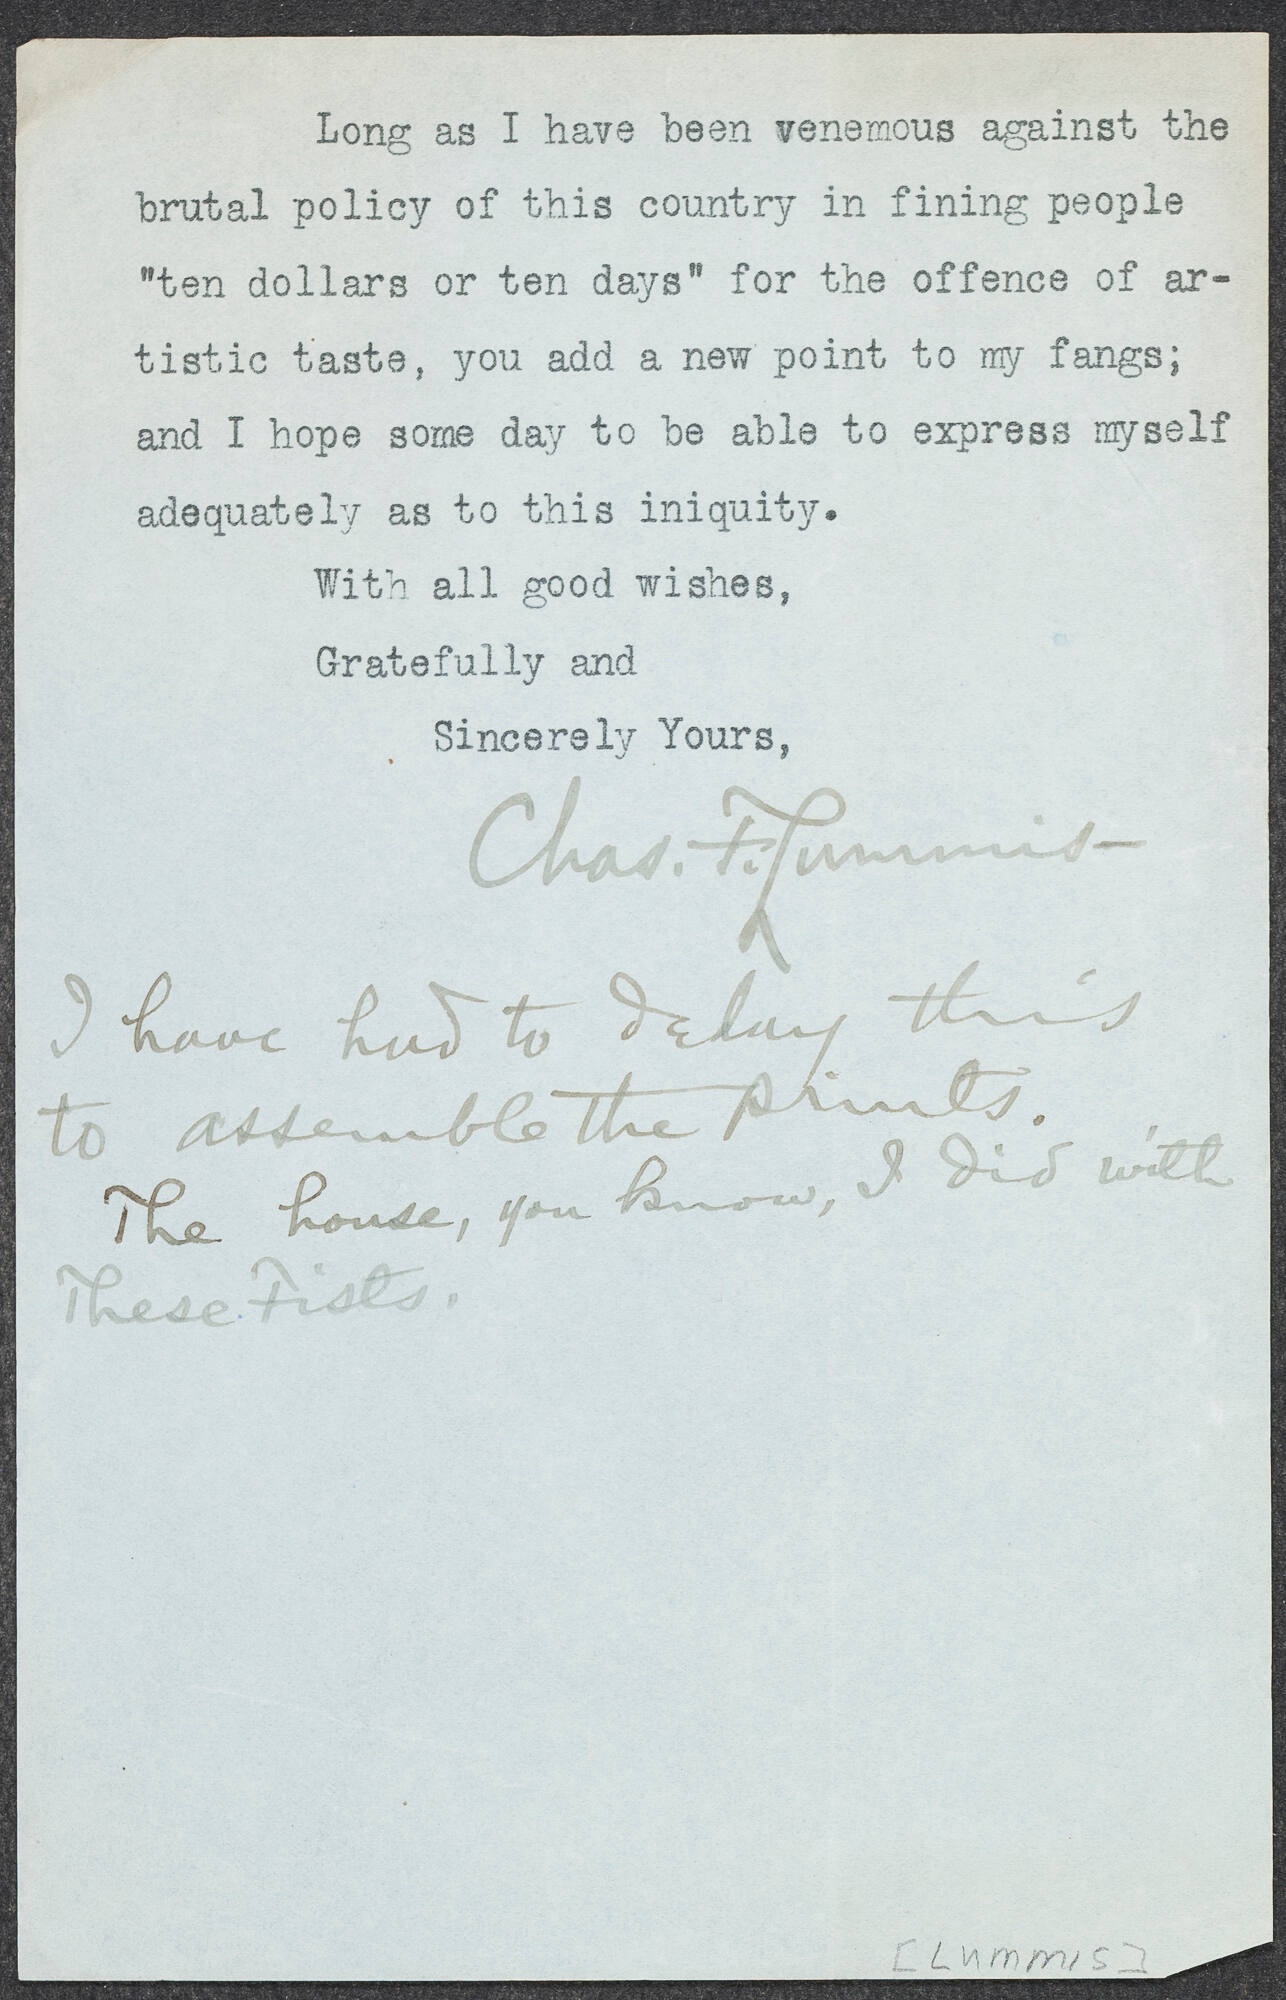 Long as I have been venemous against the
brutal policy of this country in fining people
"ten dollars or ten days" for the offence of ar-
tistic taste, you add a new point to my fangs;
and I hope some day to be able to express myself
adequately as to this iniquity.
With all good wishes,
Gratefully and
Sincerely Yours,
Chas. F. Lummis—
I have had to delay this
to assemble the prints.
The house, you know, I did with
These Fists.
[Lummis]